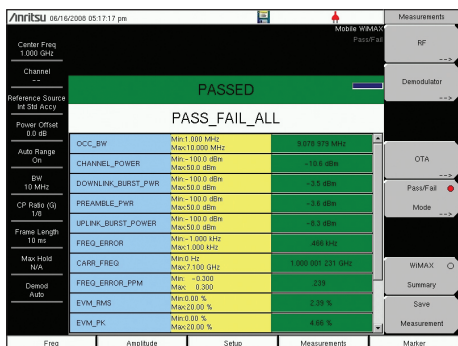 Anritsu 06/16/2008 05:17:17 pm
Measurements
Mobile WiMAX
Pass/Fail
Center Freq
1.000 GHz
Channel
--
Reference Source
Int Std Accy
Power Offset
0.0 dB
Auto Range
On
BW
10 MHz
CP Ratio (G)
1/8
Frame Length
10 ms
Max Hold
N/A
Demod
Auto
PASSED
PASS_FAIL_ALL
OCC_BW Min:1.000 MHz Max:10.000 MHz 9.078 979 MHz
CHANNEL_POWER Min:-100.0 dBm Max:50.0 dBm -10.6 dBm
DOWNLINK_BURST_PWR Min:-100.0 dBm Max:50.0 dBm -3.5 dBm
PREAMBLE_PWR Min:-100.0 dBm Max:50.0 dBm -3.6 dBm
UPLINK_BURST_POWER Min:-100.0 dBm Max:50.0 dBm dBm
FREQ_ERROR Min:-1.000 kHz Max:1.000 kHz kHz
CARR_FREQ Min:0 Hz Max:7.100 GHz 1 000 001 231 GHz
FREQ_ERROR_PPM Min: -0.300 Max: 0.300 .239
EVM_RMS Min:0.00 % Max:20.00 % 2.39 %
EVM_PK Min:0.00 % Max:20.00 % 4.66 %
RF
-->
Demodulator
-->
OTA
-->
Pass/Fail
Mode
-->
WiMAX
Summary
Save
Measurement
Freq
Amplitude
Setup
Measurements
Marker